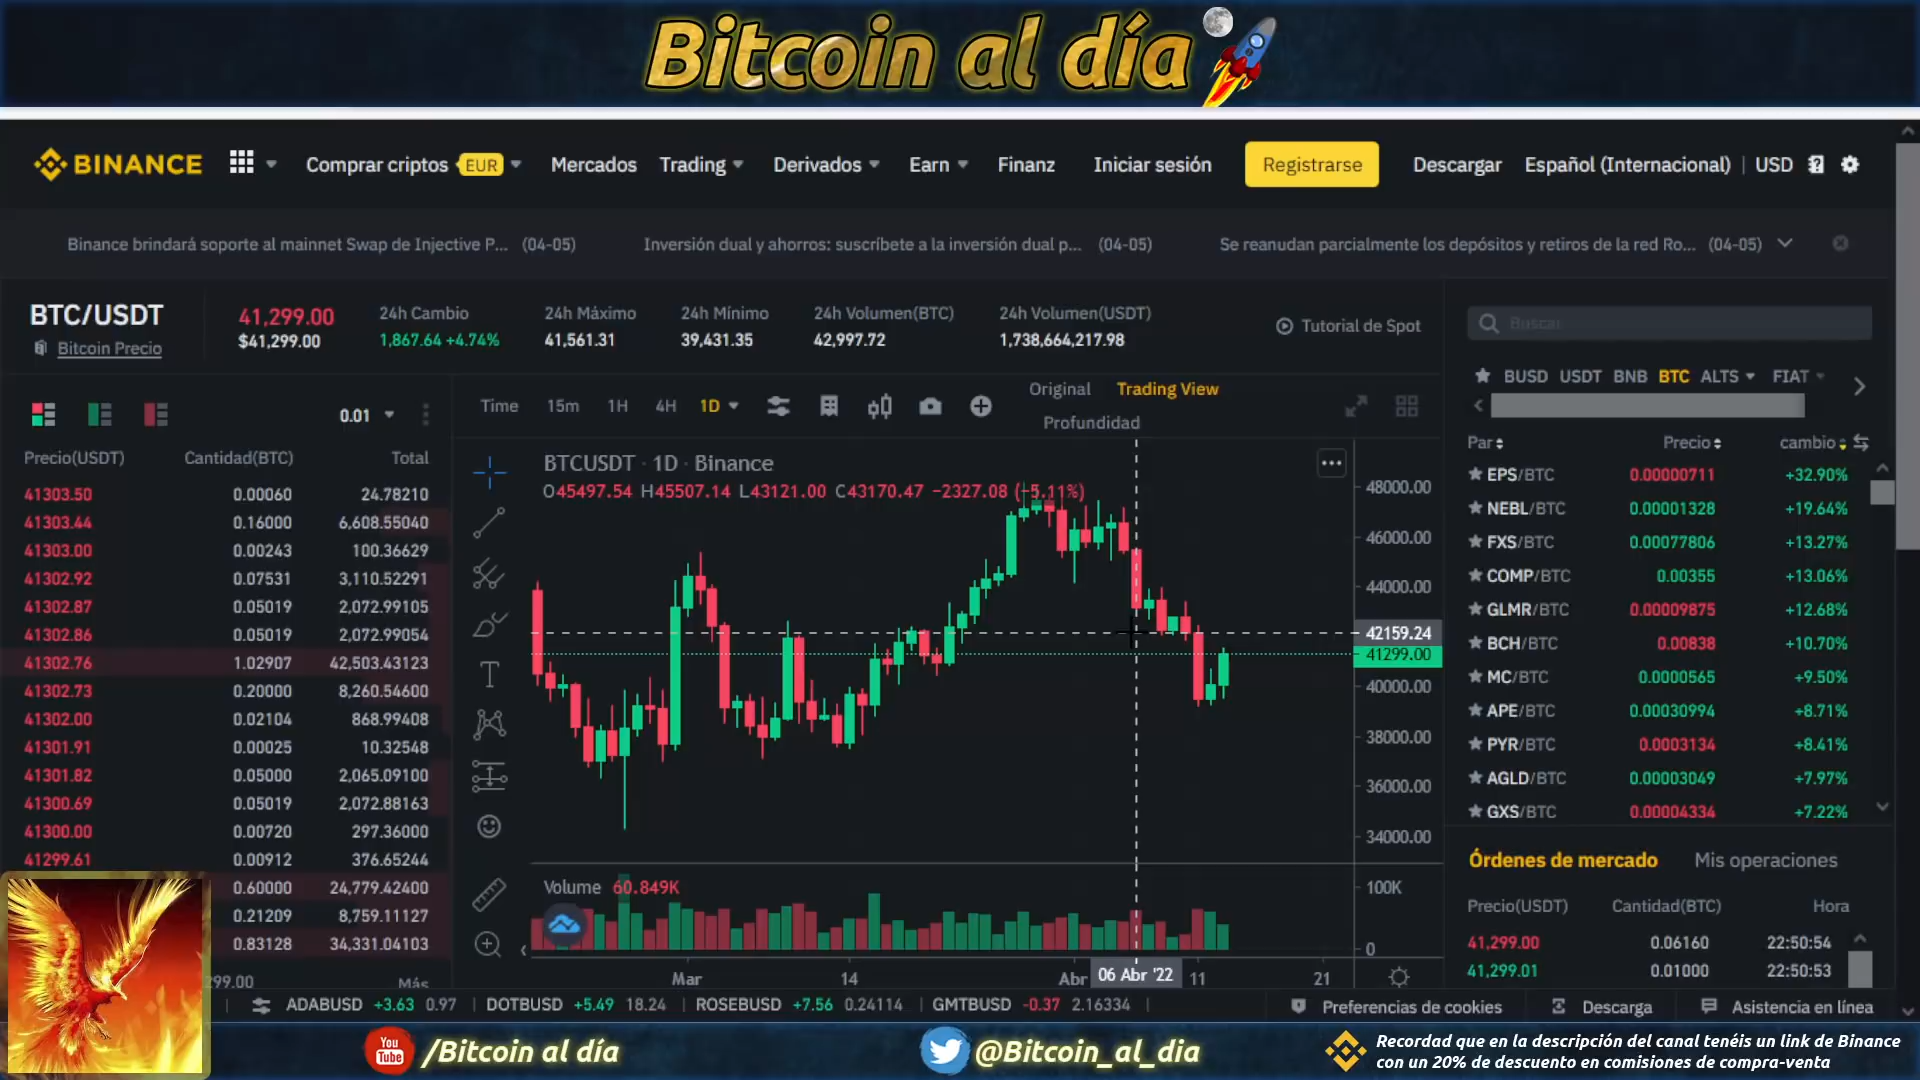 Bitcoin al día
BINANCE
Comprar criptos EUR
Mercados
Trading
Derivados
Earn
Finanz
Iniciar sesión
Registrarse
Descargar
Español (Internacional)
USD
Binance brindará soporte al mainnet Swap de Injective P... (04-05)
Inversión dual y ahorros: suscríbete a la inversión dual p... (04-05)
Se reanudan parcialmente los depósitos y retiros de la red Ro... (04-05)
BTC/USDT
Bitcoin Precio
41,299.00
$41,299.00
24h Cambio
1,867.64 +4.74%
24h Máximo
41,561.31
24h Mínimo
39,431.35
24h Volumen(BTC)
42,997.72
24h Volumen(USDT)
1,738,664,217.98
Tutorial de Spot
0.01
Precio(USDT) Cantidad(BTC) Total
41303.50 0.00060 24.78210
41303.44 0.16000 6,608.55040
41303.00 0.00243 100.36629
41302.92 0.07531 3,110.52291
41302.87 0.05019 2,072.99105
41302.86 0.05019 2,072.99054
41302.76 1.02907 42,503.43123
41302.73 0.20000 8,260.54600
41302.00 0.02104 868.99408
41301.91 0.00025 10.32548
41301.82 0.05000 2,065.09100
41300.69 0.05019 2,072.88163
41300.00 0.00720 297.36000
41299.61 0.00912 376.65244
0.60000 24,779.42400
0.21209 8,759.11127
0.83128 34,331.04103
299.00 Más
Time 15m 1H 4H 1D
Original Trading View
Profundidad
BTCUSDT · 1D · Binance
O45497.54 H45507.14 L43121.00 C43170.47 −2327.08 (−5.11%)
48000.00
46000.00
44000.00
42159.24
41299.00
40000.00
38000.00
36000.00
34000.00
Volume 60.849K
100K
0
Mar 14 Abr 06 Abr '22 11 21
Buscar
BUSD USDT BNB BTC ALTS FIAT
Par Precio cambio
EPS/BTC 0.00000711 +32.90%
NEBL/BTC 0.00001328 +19.64%
FXS/BTC 0.00077806 +13.27%
COMP/BTC 0.00355 +13.06%
GLMR/BTC 0.00009875 +12.68%
BCH/BTC 0.00838 +10.70%
MC/BTC 0.0000565 +9.50%
APE/BTC 0.00030994 +8.71%
PYR/BTC 0.0003134 +8.41%
AGLD/BTC 0.00003049 +7.97%
GXS/BTC 0.00004334 +7.22%
Órdenes de mercado Mis operaciones
Precio(USDT) Cantidad(BTC) Hora
41,299.00 0.06160 22:50:54
41,299.01 0.01000 22:50:53
ADABUSD +3.63 0.97
DOTBUSD +5.49 18.24
ROSEBUSD +7.56 0.24114
GMTBUSD -0.37 2.16334
Preferencias de cookies
Descarga
Asistencia en línea
You Tube
/Bitcoin al día
@Bitcoin_al_dia
Recordad que en la descripción del canal tenéis un link de Binance
con un 20% de descuento en comisiones de compra-venta